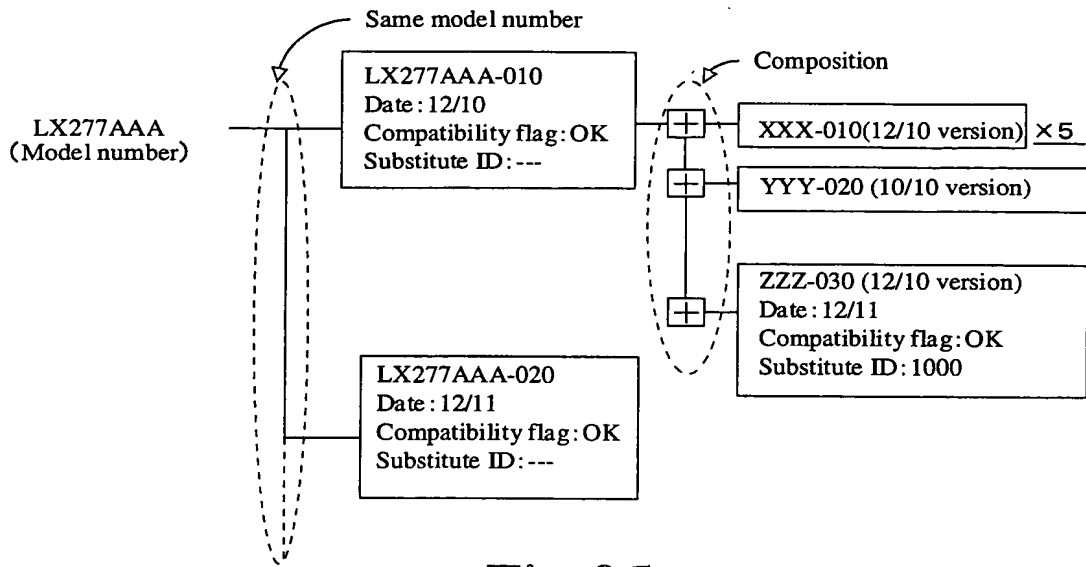 Same model number
LX277AAA-010
Date : 12/10
Compatibility flag : OK
Substitute ID : ---
Composition
LX277AAA
(Model number)
XXX-010(12/10 version) ×5
YYY-020 (10/10 version)
ZZZ-030 (12/10 version)
Date : 12/11
Compatibility flag : OK
Substitute ID : 1000
LX277AAA-020
Date : 12/11
Compatibility flag : OK
Substitute ID : ---